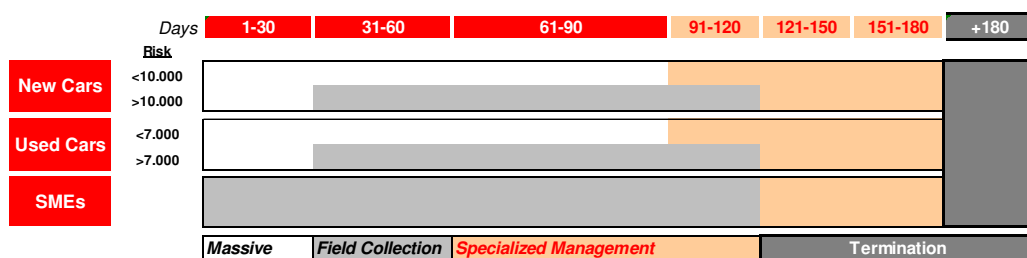 Days 1-30 31-60 61-90 91-120 121-150 151-180 +180
Risk
New Cars <10.000
>10.000
Used Cars <7.000
>7.000
SMEs
Massive Field Collection Specialized Management Termination